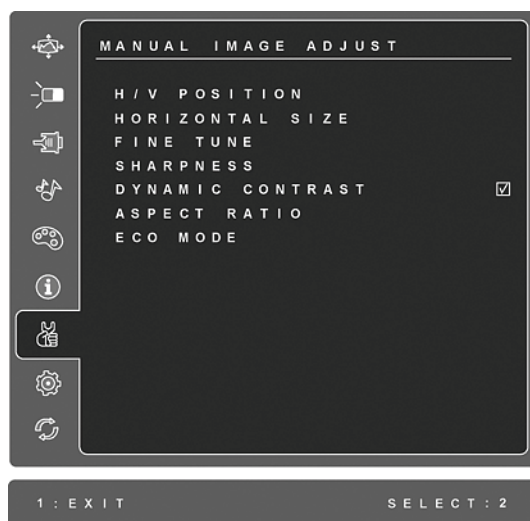 MANUAL IMAGE ADJUST
H/V POSITION
HORIZONTAL SIZE
FINE TUNE
SHARPNESS
DYNAMIC CONTRAST
ASPECT RATIO
ECO MODE
1:EXIT SELECT:2